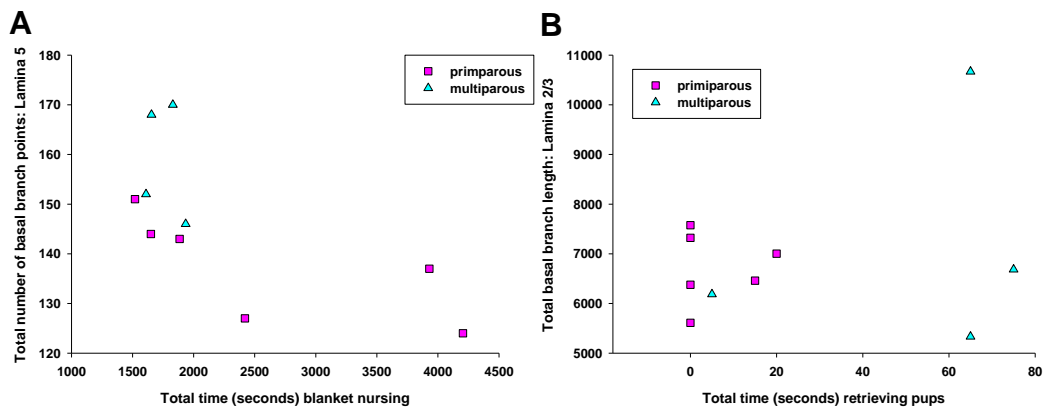 A
Total number of basal branch points: Lamina 5
180
170
160
150
140
130
120
1000 1500 2000 2500 3000 3500 4000 4500
Total time (seconds) blanket nursing
primparous
multiparous
B
Total basal branch length: Lamina 2/3
11000
10000
9000
8000
7000
6000
5000
0 20 40 60 80
Total time (seconds) retrieving pups
primiparous
multiparous